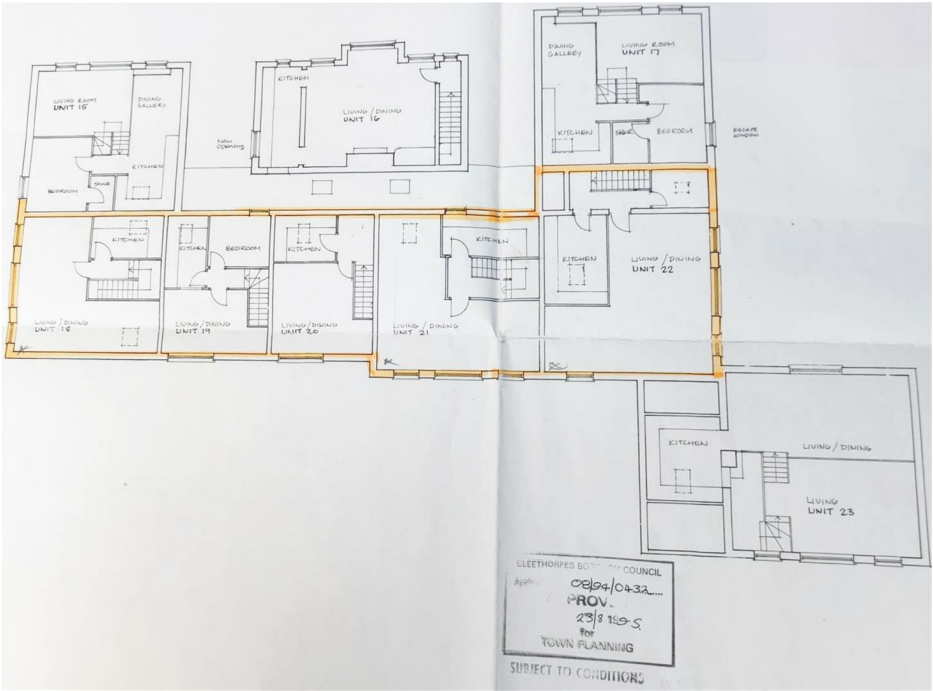 LIVING ROOM
UNIT 15
DINING
GALLERY
KITCHEN
BEDROOM
KITCHEN
LIVING / DINING
UNIT 16
DINING
GALLERY
LIVING ROOM
UNIT 17
KITCHEN
BEDROOM
ESCAPE
WINDOW
KITCHEN
LIVING / DINING
UNIT 18
KITCHEN
BEDROOM
LIVING / DINING
UNIT 19
KITCHEN
LIVING / DINING
UNIT 20
KITCHEN
LIVING / DINING
UNIT 21
KITCHEN
LIVING / DINING
UNIT 22
KITCHEN
LIVING / DINING
LIVING
UNIT 23
CLEETHORPES BOROUGH COUNCIL
08/94/0432
PROV.
23/8 1995
for
TOWN PLANNING
SUBJECT TO CONDITIONS